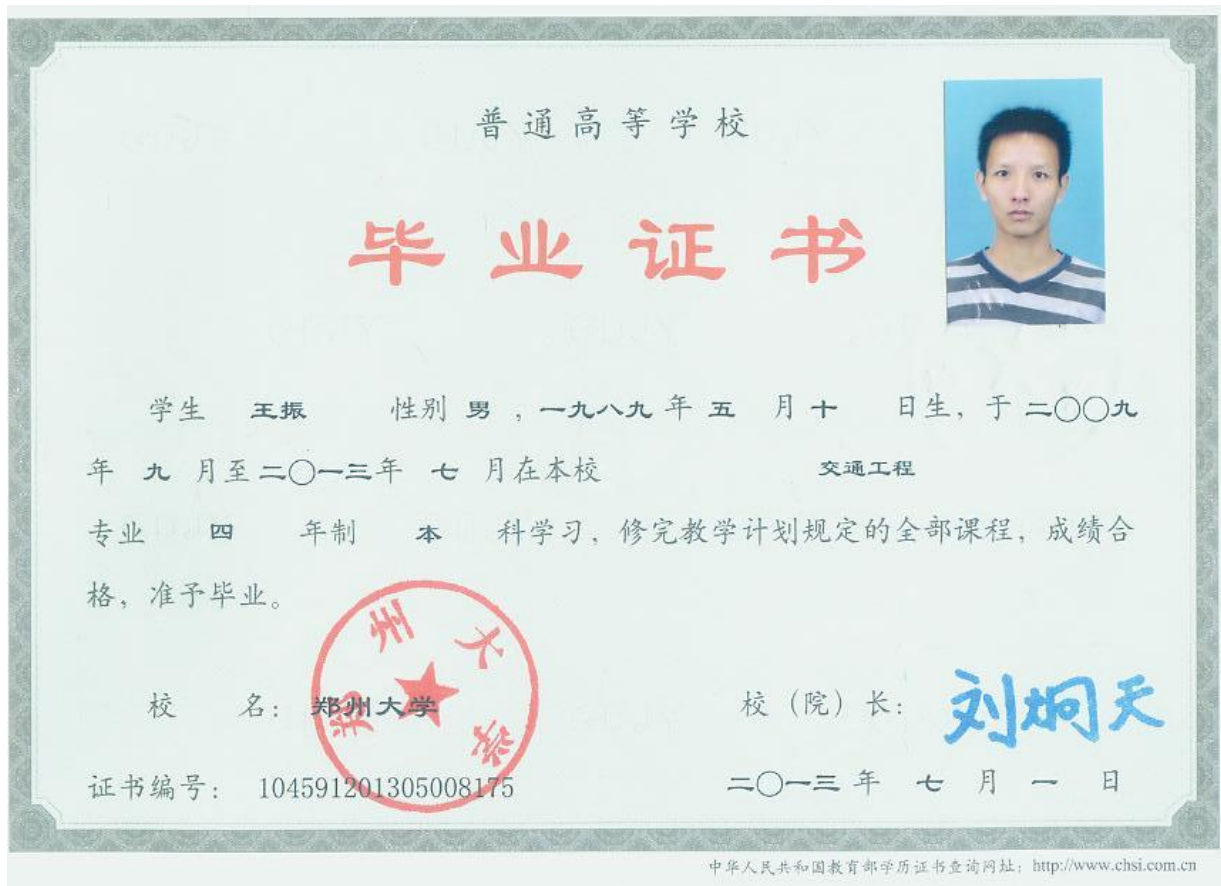 普通高等学校
毕业证书
学生 王振 性别 男 ，一九八九 年 五 月 十 日生，于 二〇〇九
年 九 月至 二〇一三 年 七 月在本校 交通工程
专业 四 年制 本 科学习，修完教学计划规定的全部课程，成绩合
格，准予毕业。
郑州大学
校 名： 郑州大学 校（院）长： 刘炯天
证书编号： 104591201305008175 二〇一三 年 七 月 一 日
中华人民共和国教育部学历证书查询网址：http://www.chsi.com.cn